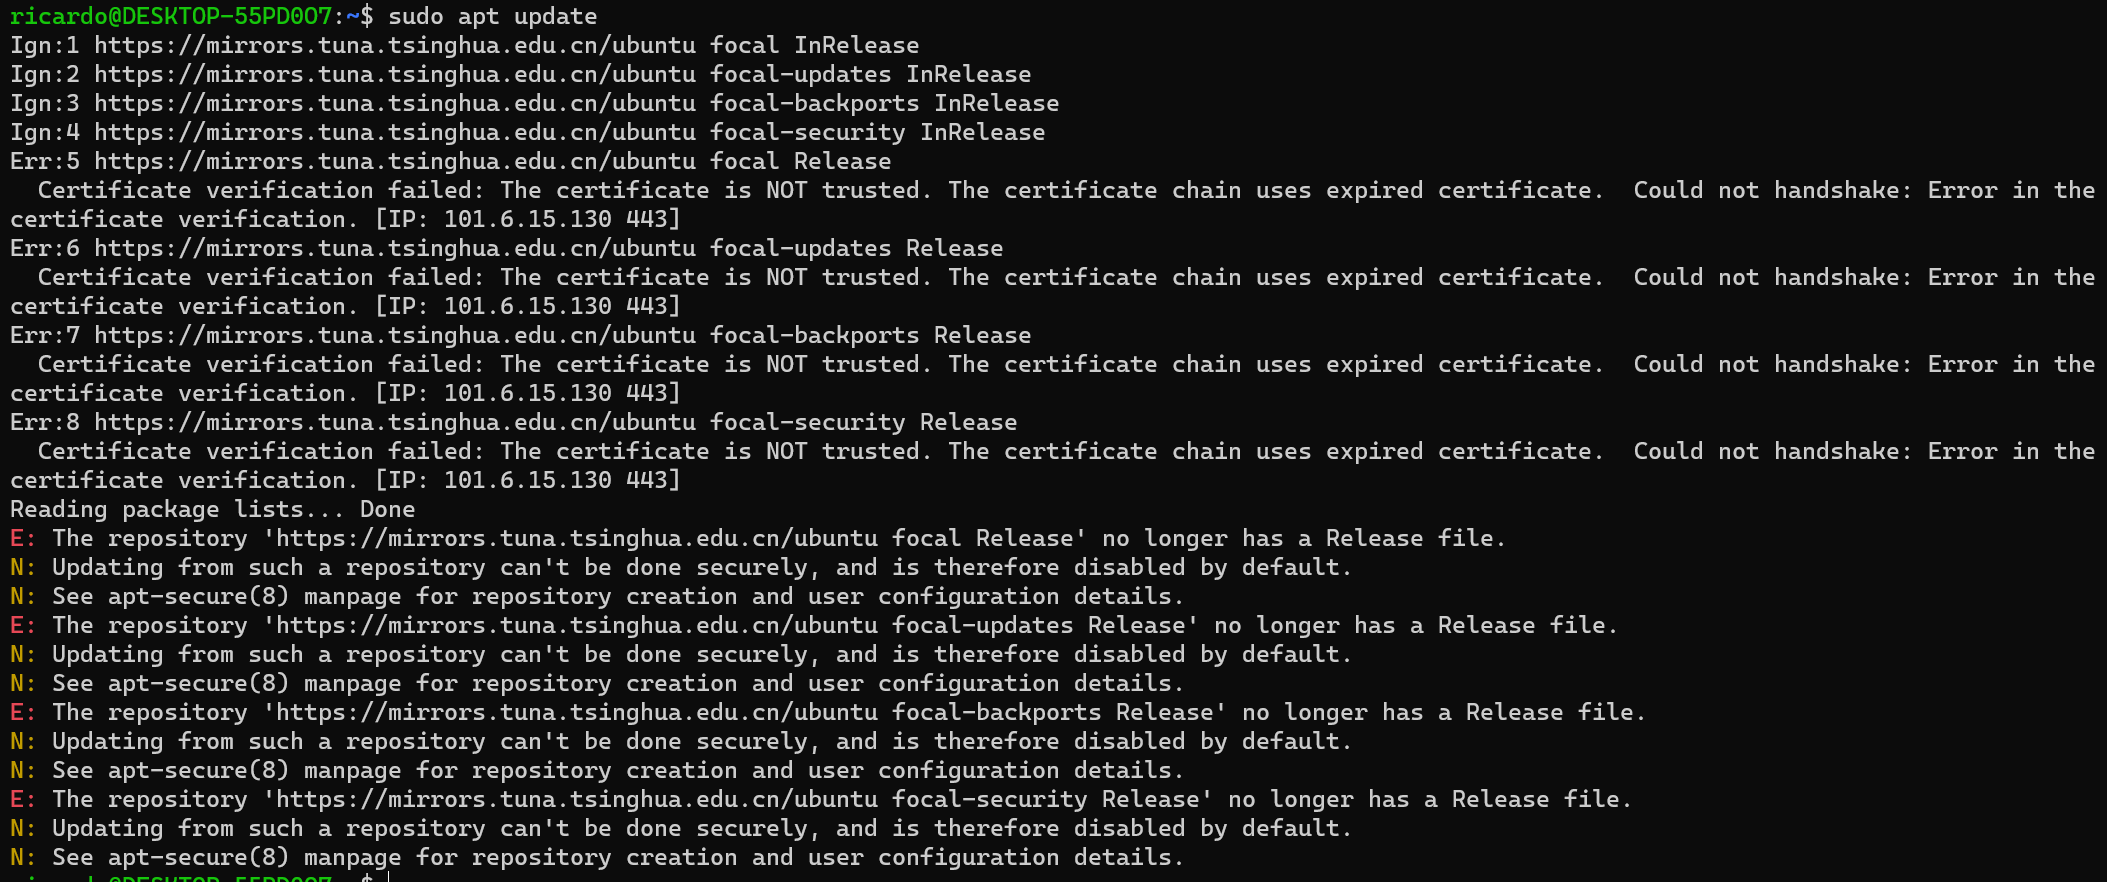 ricardo@DESKTOP-55PD0O7:~$ sudo apt update
Ign:1 https://mirrors.tuna.tsinghua.edu.cn/ubuntu focal InRelease
Ign:2 https://mirrors.tuna.tsinghua.edu.cn/ubuntu focal-updates InRelease
Ign:3 https://mirrors.tuna.tsinghua.edu.cn/ubuntu focal-backports InRelease
Ign:4 https://mirrors.tuna.tsinghua.edu.cn/ubuntu focal-security InRelease
Err:5 https://mirrors.tuna.tsinghua.edu.cn/ubuntu focal Release
  Certificate verification failed: The certificate is NOT trusted. The certificate chain uses expired certificate.  Could not handshake: Error in the
certificate verification. [IP: 101.6.15.130 443]
Err:6 https://mirrors.tuna.tsinghua.edu.cn/ubuntu focal-updates Release
  Certificate verification failed: The certificate is NOT trusted. The certificate chain uses expired certificate.  Could not handshake: Error in the
certificate verification. [IP: 101.6.15.130 443]
Err:7 https://mirrors.tuna.tsinghua.edu.cn/ubuntu focal-backports Release
  Certificate verification failed: The certificate is NOT trusted. The certificate chain uses expired certificate.  Could not handshake: Error in the
certificate verification. [IP: 101.6.15.130 443]
Err:8 https://mirrors.tuna.tsinghua.edu.cn/ubuntu focal-security Release
  Certificate verification failed: The certificate is NOT trusted. The certificate chain uses expired certificate.  Could not handshake: Error in the
certificate verification. [IP: 101.6.15.130 443]
Reading package lists... Done
E: The repository 'https://mirrors.tuna.tsinghua.edu.cn/ubuntu focal Release' no longer has a Release file.
N: Updating from such a repository can't be done securely, and is therefore disabled by default.
N: See apt-secure(8) manpage for repository creation and user configuration details.
E: The repository 'https://mirrors.tuna.tsinghua.edu.cn/ubuntu focal-updates Release' no longer has a Release file.
N: Updating from such a repository can't be done securely, and is therefore disabled by default.
N: See apt-secure(8) manpage for repository creation and user configuration details.
E: The repository 'https://mirrors.tuna.tsinghua.edu.cn/ubuntu focal-backports Release' no longer has a Release file.
N: Updating from such a repository can't be done securely, and is therefore disabled by default.
N: See apt-secure(8) manpage for repository creation and user configuration details.
E: The repository 'https://mirrors.tuna.tsinghua.edu.cn/ubuntu focal-security Release' no longer has a Release file.
N: Updating from such a repository can't be done securely, and is therefore disabled by default.
N: See apt-secure(8) manpage for repository creation and user configuration details.
ricardo@DESKTOP-55PD0O7:~$